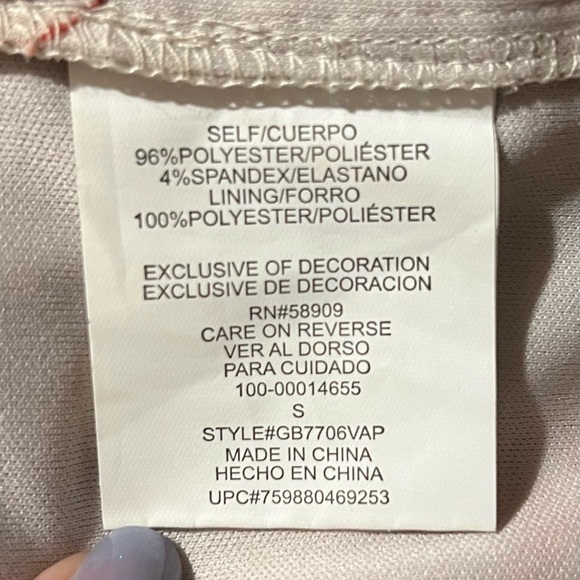 SELF/CUERPO
96%POLYESTER/POLIÉSTER
4%SPANDEX/ELASTANO
LINING/FORRO
100%POLYESTER/POLIÉSTER
EXCLUSIVE OF DECORATION
EXCLUSIVE DE DECORACION
RN#58909
CARE ON REVERSE
VER AL DORSO
PARA CUIDADO
100-00014655
S
STYLE#GB7706VAP
MADE IN CHINA
HECHO EN CHINA
UPC#759880469253